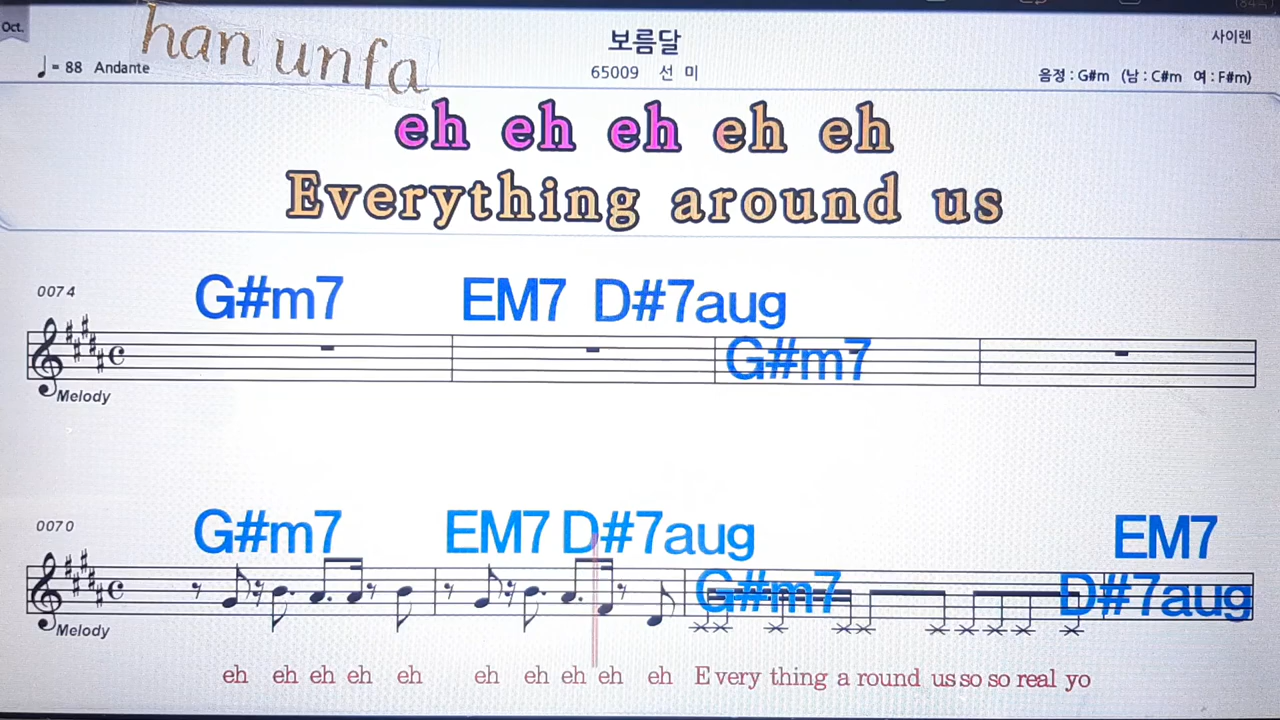 Oct.
han unfa
보름달
사이렌
♩= 88 Andante
65009 선 미
음정 : G#m (남 : C#m 여 : F#m)
eh eh eh eh eh
Everything around us
0074
G#m7 EM7 D#7aug
G#m7
Melody
0070
G#m7 EM7 D#7aug EM7
G#m7 D#7aug
Melody
eh eh eh eh eh eh eh eh eh eh E very thing a round us so so real yo